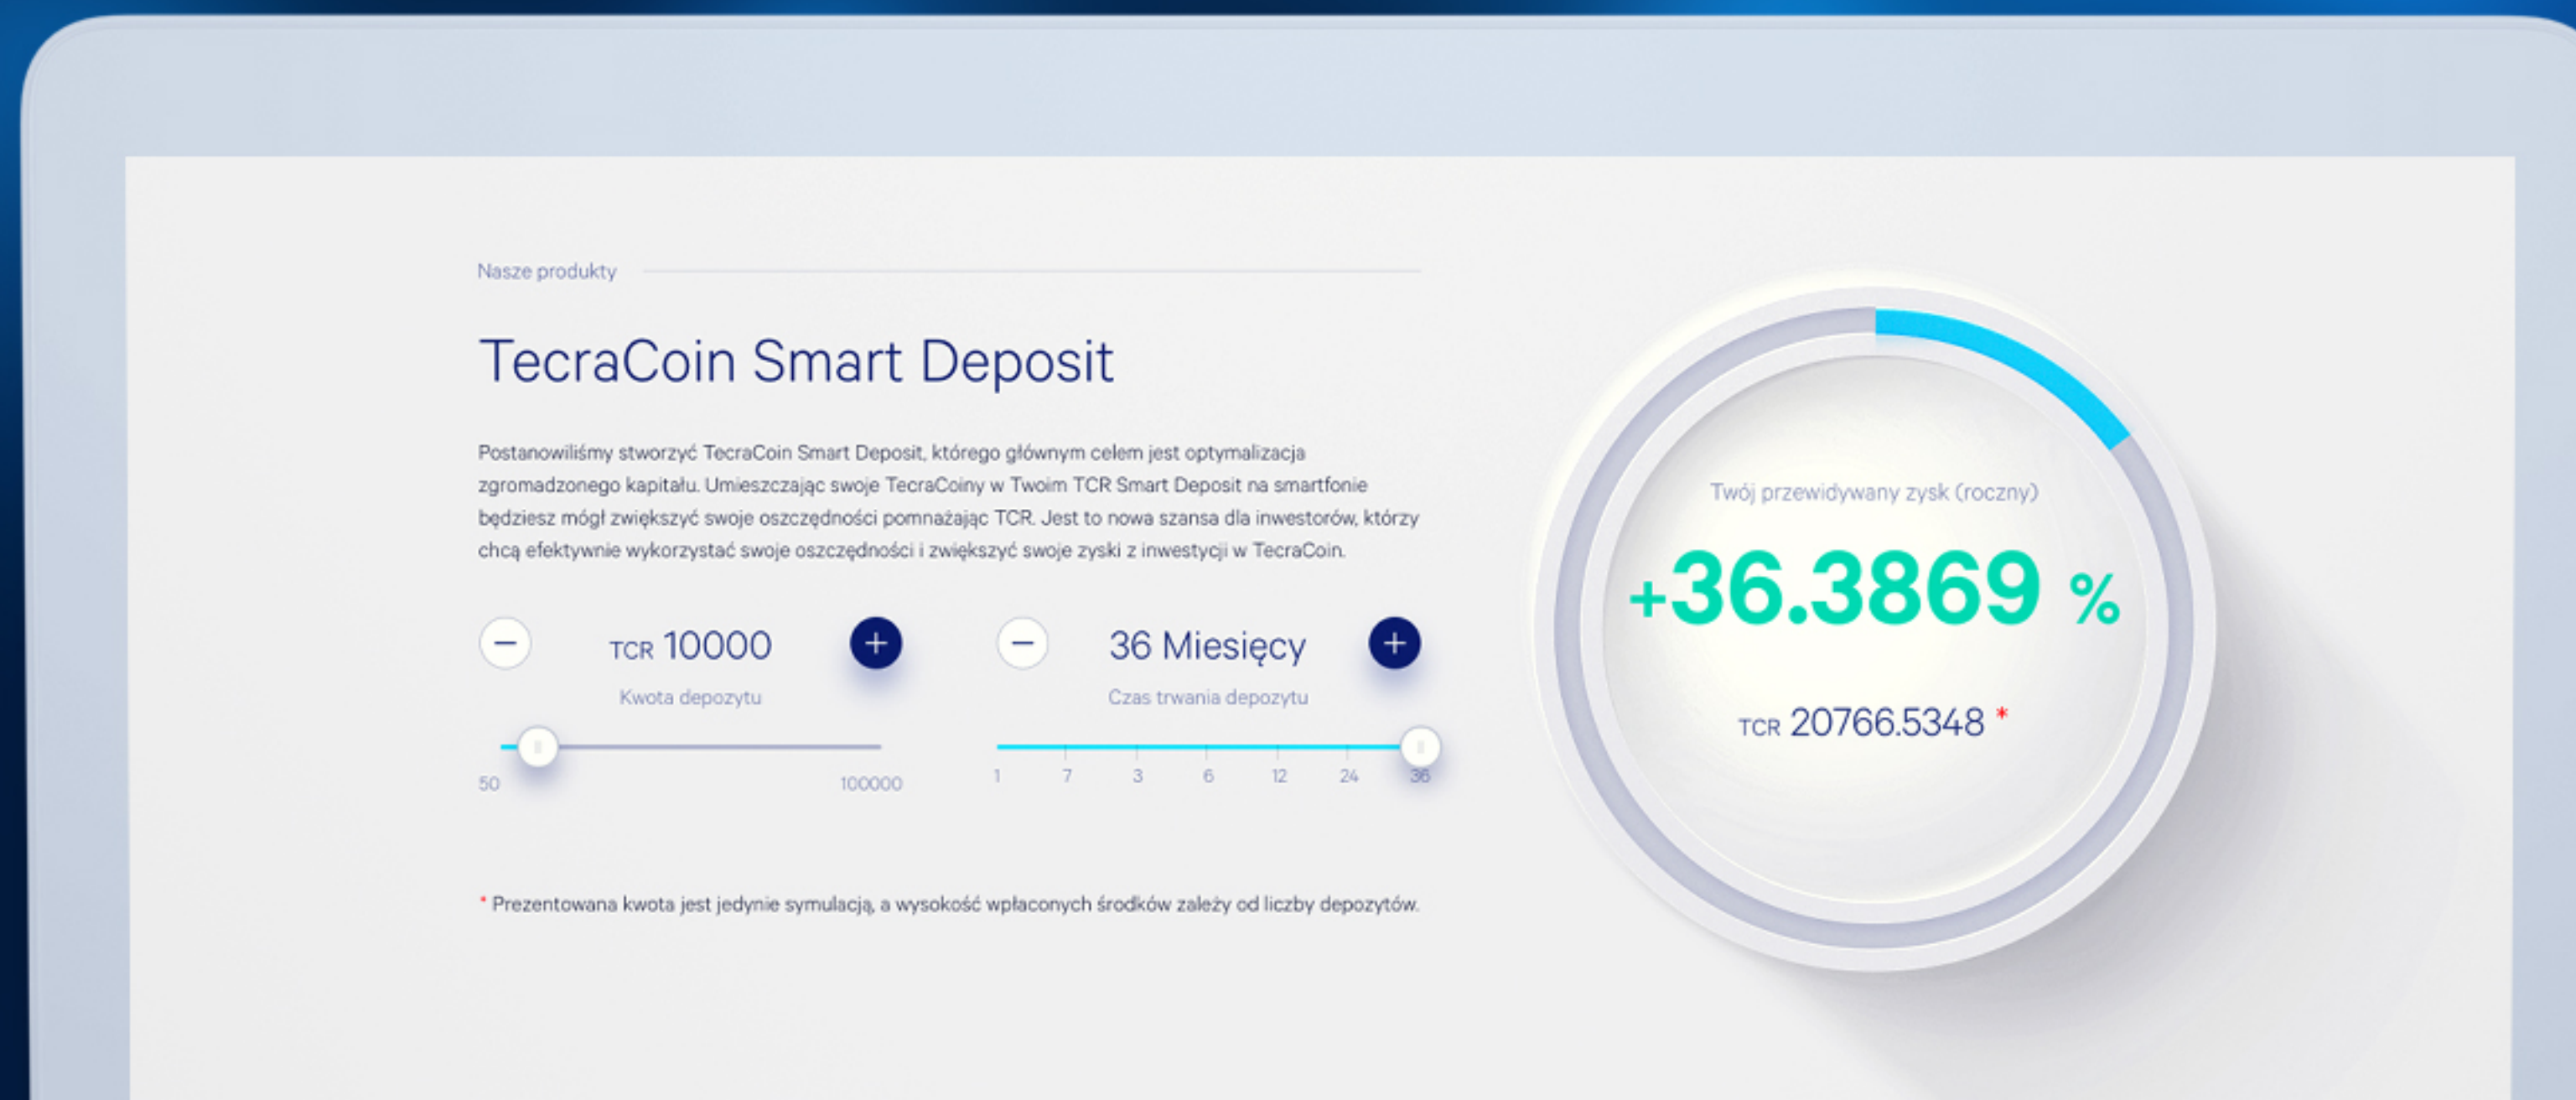 Nasze produkty
TecraCoin Smart Deposit
Postanowiliśmy stworzyć TecraCoin Smart Deposit, którego głównym celem jest optymalizacja
zgromadzonego kapitału. Umieszczając swoje TecraCoiny w Twoim TCR Smart Deposit na smartfonie
będziesz mógł zwiększyć swoje oszczędności pomnażając TCR. Jest to nowa szansa dla inwestorów, którzy
chcą efektywnie wykorzystać swoje oszczędności i zwiększyć swoje zyski z inwestycji w TecraCoin.
TCR 10000
Kwota depozytu
50 100000
36 Miesięcy
Czas trwania depozytu
1 7 3 6 12 24 36
* Prezentowana kwota jest jedynie symulacją, a wysokość wpłaconych środków zależy od liczby depozytów.
Twój przewidywany zysk (roczny)
+36.3869 %
TCR 20766.5348 *